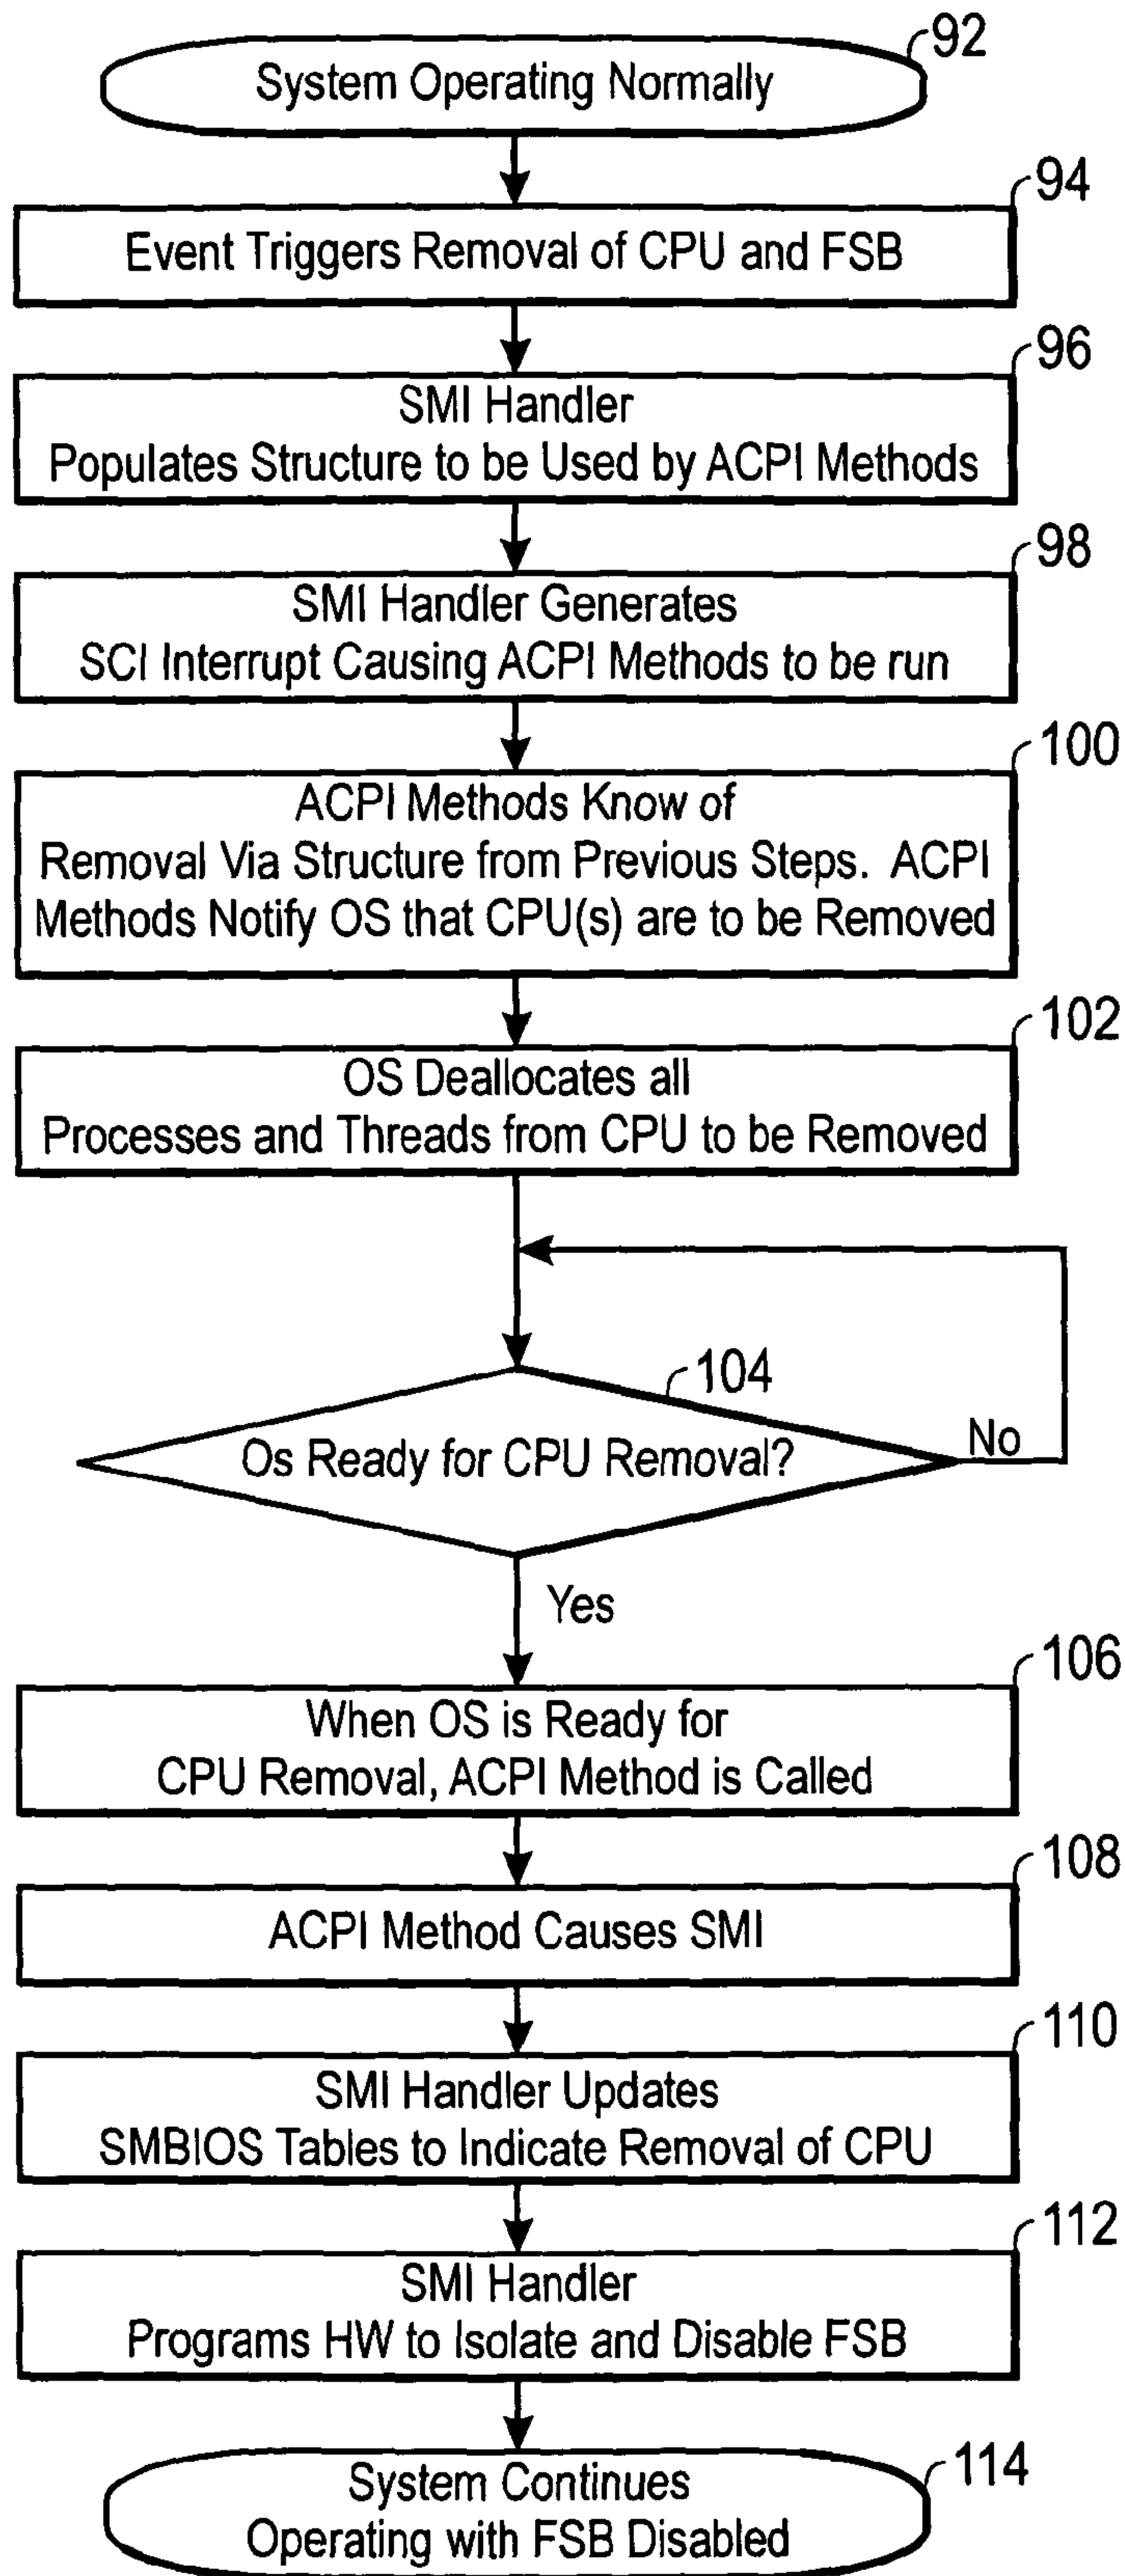 92
System Operating Normally
94
Event Triggers Removal of CPU and FSB
96
SMI Handler
Populates Structure to be Used by ACPI Methods
98
SMI Handler Generates
SCI Interrupt Causing ACPI Methods to be run
100
ACPI Methods Know of
Removal Via Structure from Previous Steps. ACPI
Methods Notify OS that CPU(s) are to be Removed
102
OS Deallocates all
Processes and Threads from CPU to be Removed
104
Os Ready for CPU Removal?
No
Yes
106
When OS is Ready for
CPU Removal, ACPI Method is Called
108
ACPI Method Causes SMI
110
SMI Handler Updates
SMBIOS Tables to Indicate Removal of CPU
112
SMI Handler
Programs HW to Isolate and Disable FSB
114
System Continues
Operating with FSB Disabled